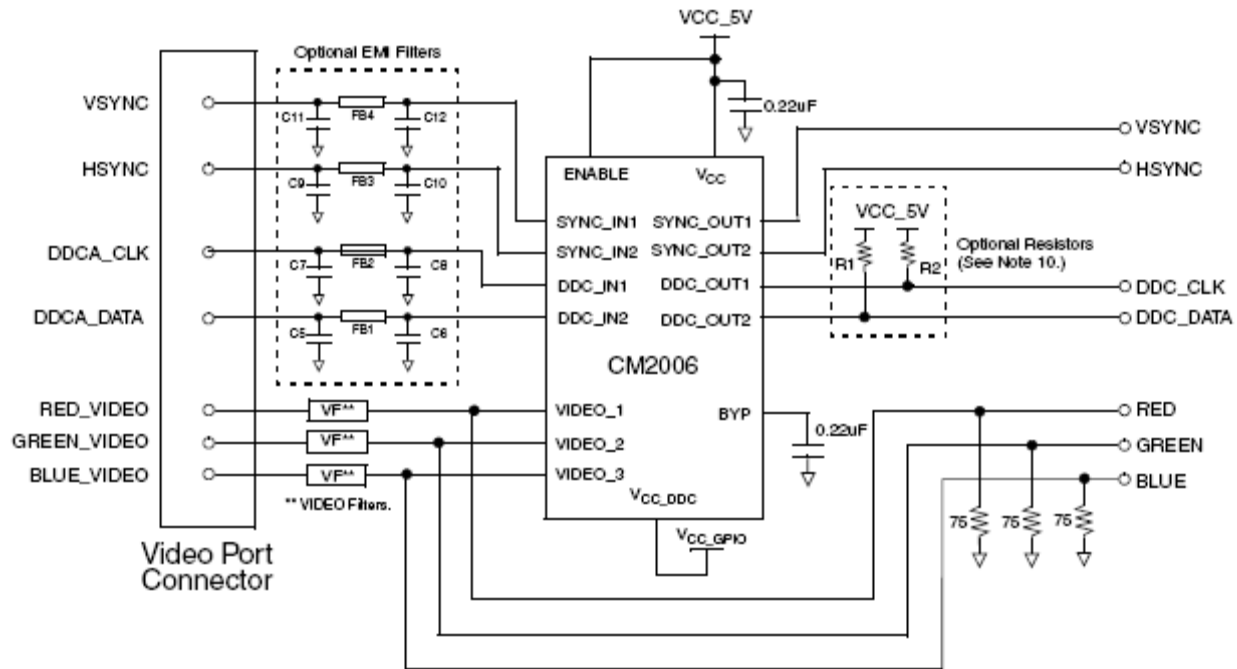 VCC_5V
Optional EMI Filters
VSYNC
C11
FB4
C12
0.22uF
VSYNC
HSYNC
C9
FB3
C10
ENABLE
VCC
HSYNC
SYNC_IN1
SYNC_OUT1
VCC_5V
SYNC_IN2
SYNC_OUT2
Optional Resistors
(See Note 10.)
DDCA_CLK
C7
FB2
C8
R1
R2
DDC_IN1
DDC_OUT1
DDC_CLK
DDCA_DATA
C5
FB1
C6
DDC_IN2
DDC_OUT2
DDC_DATA
CM2006
RED_VIDEO
VF**
VIDEO_1
BYP
RED
GREEN_VIDEO
VF**
VIDEO_2
0.22uF
GREEN
BLUE_VIDEO
VF**
VIDEO_3
BLUE
** VIDEO Filters.
VCC_DDC
75
75
75
VCC_GPIO
Video Port
Connector